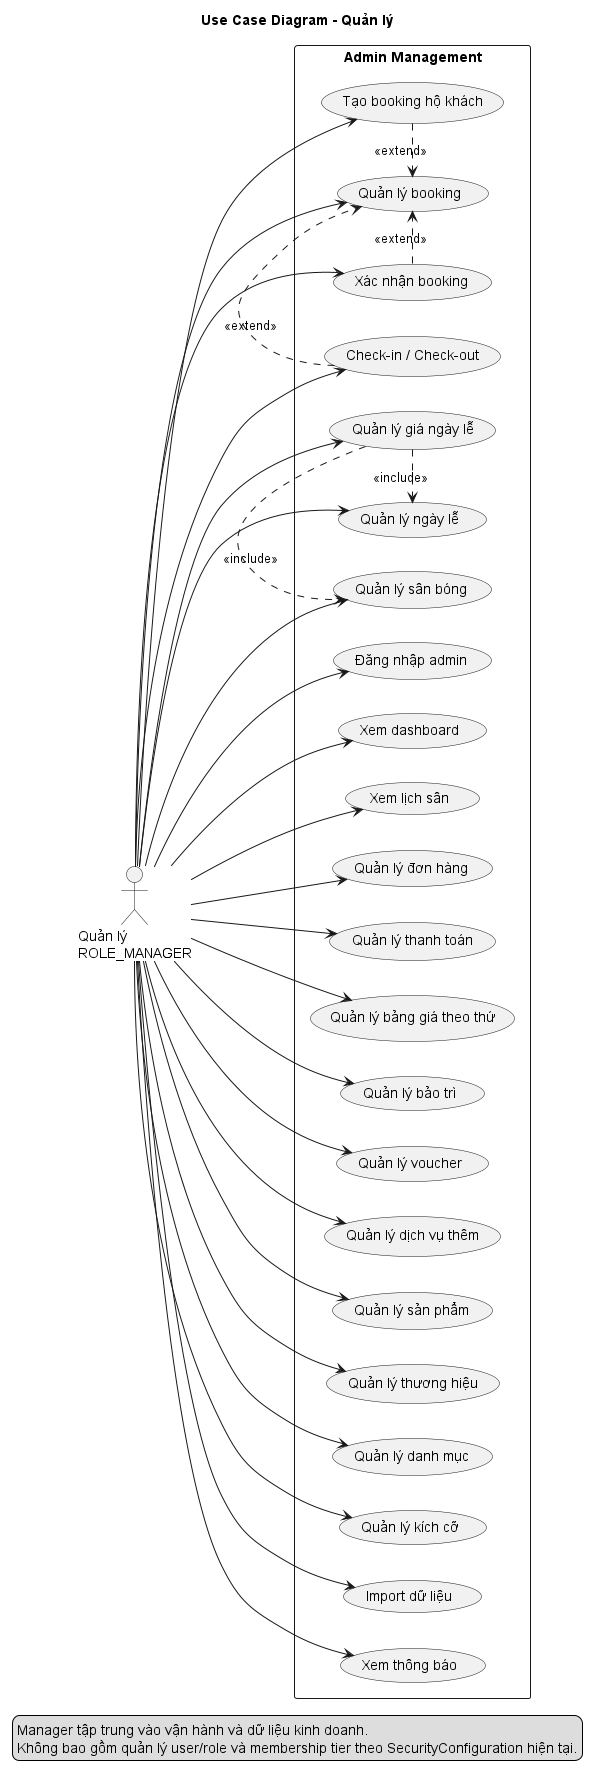 Use Case Diagram - Quản lý
Admin Management
Tạo booking hộ khách
«extend»
Quản lý booking
«extend»
Xác nhận booking
«extend»
Check-in / Check-out
Quản lý giá ngày lễ
«include»
Quản lý ngày lễ
«include»
Quản lý sân bóng
Đăng nhập admin
Xem dashboard
Xem lịch sân
Quản lý đơn hàng
Quản lý
ROLE_MANAGER
Quản lý thanh toán
Quản lý bảng giá theo thứ
Quản lý bảo trì
Quản lý voucher
Quản lý dịch vụ thêm
Quản lý sản phẩm
Quản lý thương hiệu
Quản lý danh mục
Quản lý kích cỡ
Import dữ liệu
Xem thông báo
Manager tập trung vào vận hành và dữ liệu kinh doanh.
Không bao gồm quản lý user/role và membership tier theo SecurityConfiguration hiện tại.